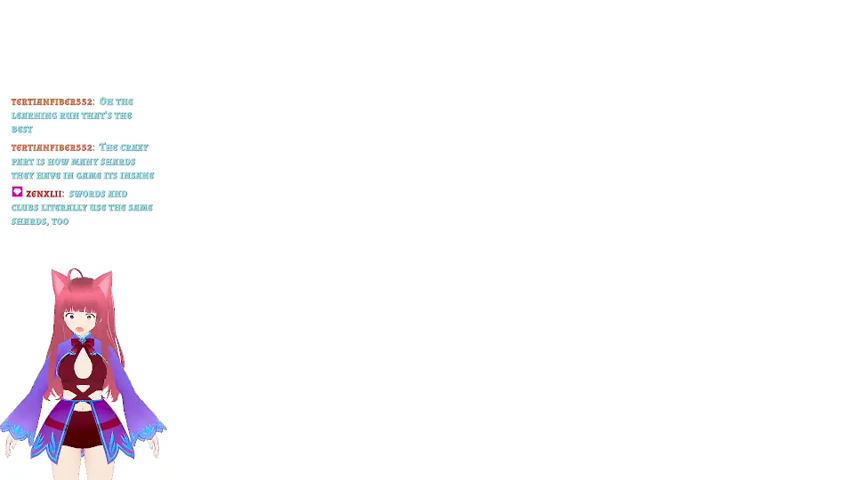 TERTIANFIBER552: OH THE
LEARNING RUN THAT'S THE
BEST
TERTIANFIBER552: THE CRAZY
PART IS HOW MANY SHARDS
THEY HAVE IN GAME ITS INSANE
ZENXLII: SWORDS AND
CLUBS LITERALLY USE THE SAME
SHARDS, TOO